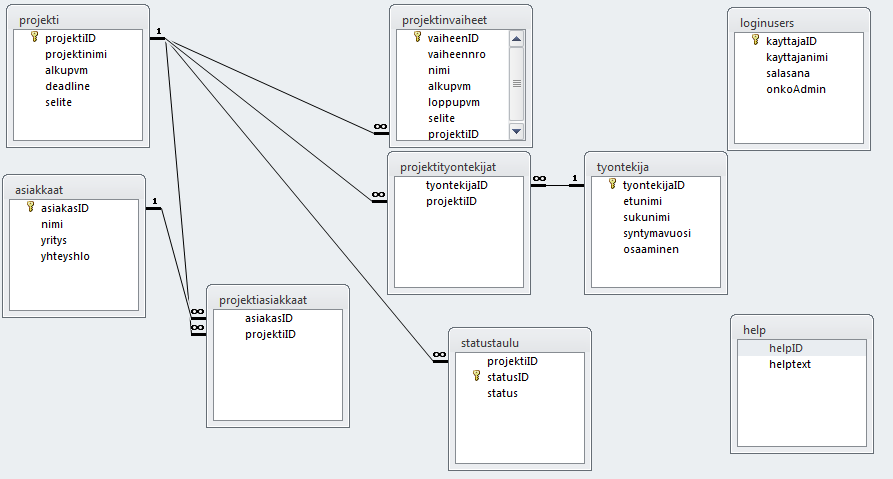 projekti
projektiID
projektinimi
alkupvm
deadline
selite
1
projektinvaiheet
vaiheenID
vaiheennro
nimi
alkupvm
loppupvm
selite
projektiID
∞
loginusers
kayttajaID
kayttajanimi
salasana
onkoAdmin
asiakkaat
asiakasID
nimi
yritys
yhteyshlo
1
projektityontekijat
tyontekijaID
projektiID
∞
∞
1
tyontekija
tyontekijaID
etunimi
sukunimi
syntymavuosi
osaaminen
projektiasiakkaat
asiakasID
projektiID
∞
∞
statustaulu
projektiID
statusID
status
∞
help
helpID
helptext